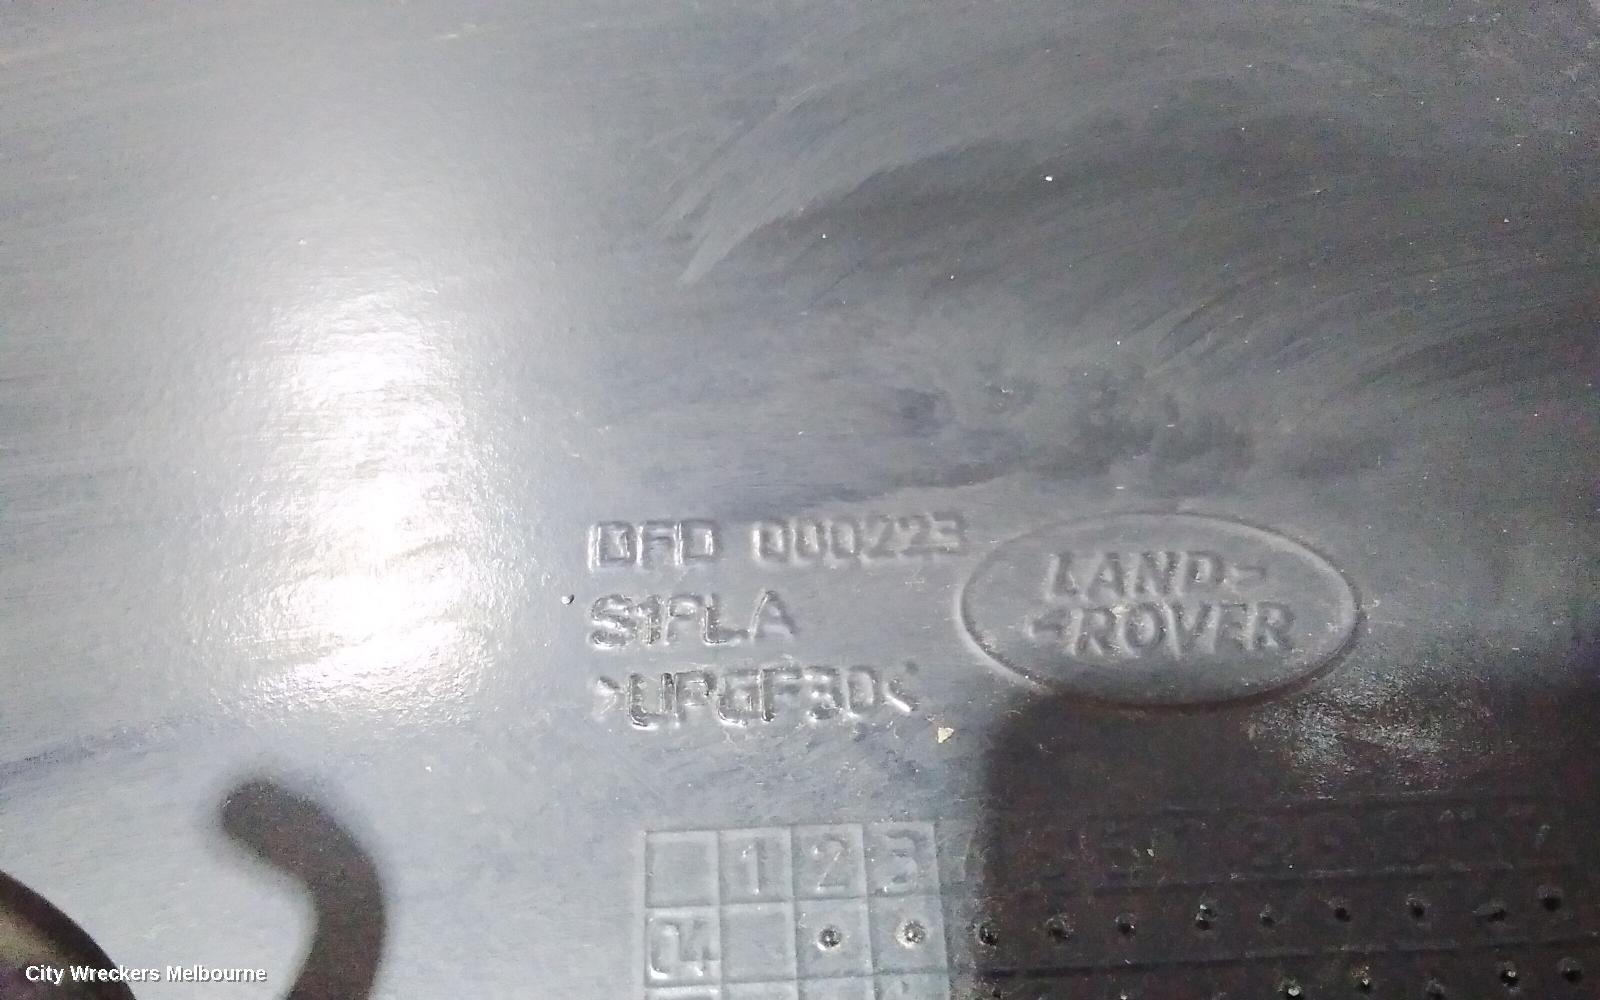 DFD 000223
S1PLA
>UPGF30<
LAND-
-ROVER
1 2 3
04
City Wreckers Melbourne